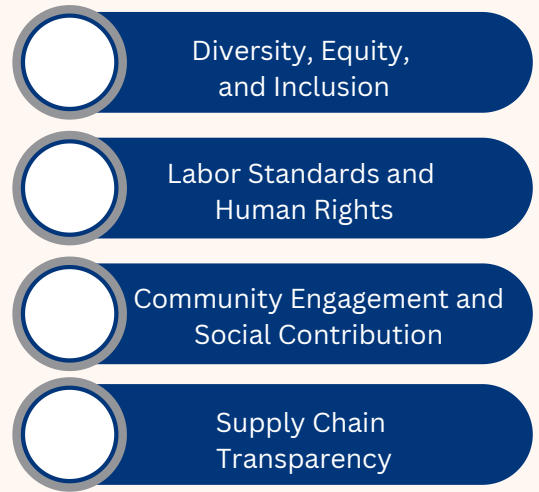 Diversity, Equity,
and Inclusion
Labor Standards and
Human Rights
Community Engagement and
Social Contribution
Supply Chain
Transparency